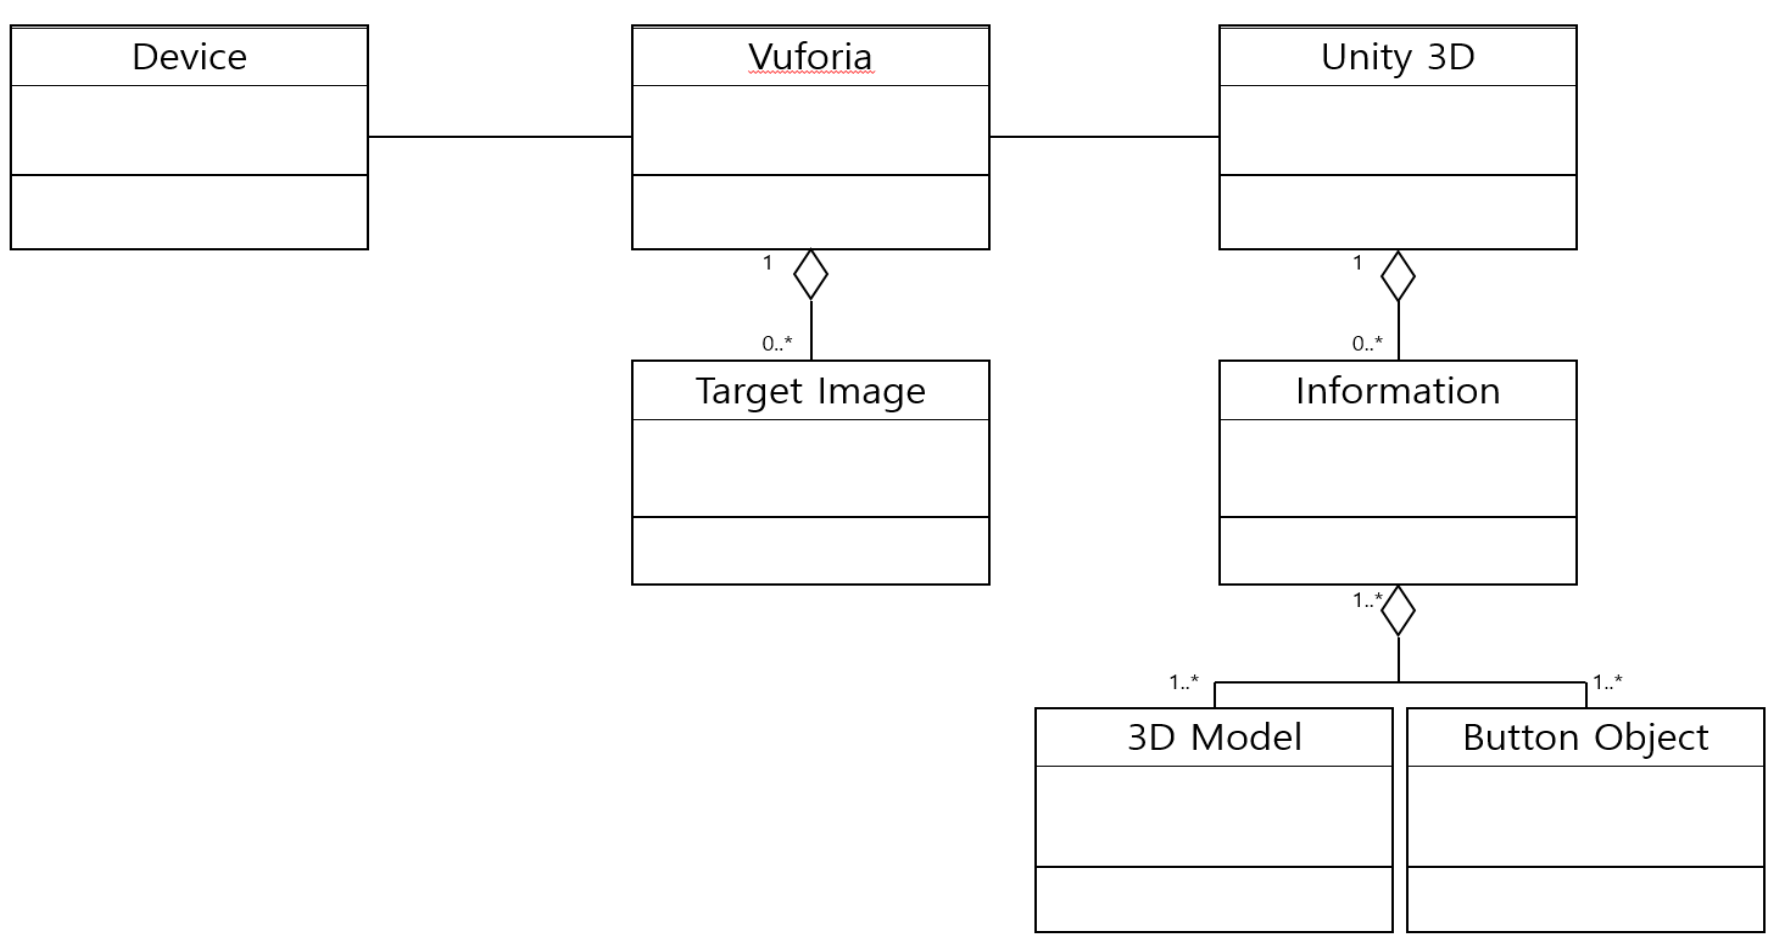 Device
Vuforia
Unity 3D
1
1
0..*
0..*
Target Image
Information
1..*
1..*
1..*
3D Model
Button Object